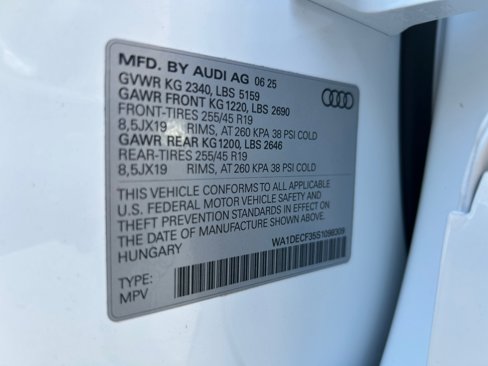 MFD. BY AUDI AG 06 25
GVWR KG 2340, LBS 5159
GAWR FRONT KG 1220, LBS 2690
FRONT-TIRES 255/45 R19
8,5JX19 RIMS, AT 260 KPA 38 PSI COLD
GAWR REAR KG 1200, LBS 2646
REAR-TIRES 255/45 R19
8,5JX19 RIMS, AT 260 KPA 38 PSI COLD
THIS VEHICLE CONFORMS TO ALL APPLICABLE
U.S. FEDERAL MOTOR VEHICLE SAFETY AND
THEFT PREVENTION STANDARDS IN EFFECT ON
THE DATE OF MANUFACTURE SHOWN ABOVE.
HUNGARY
WA1DECF35S1098309
TYPE:
MPV